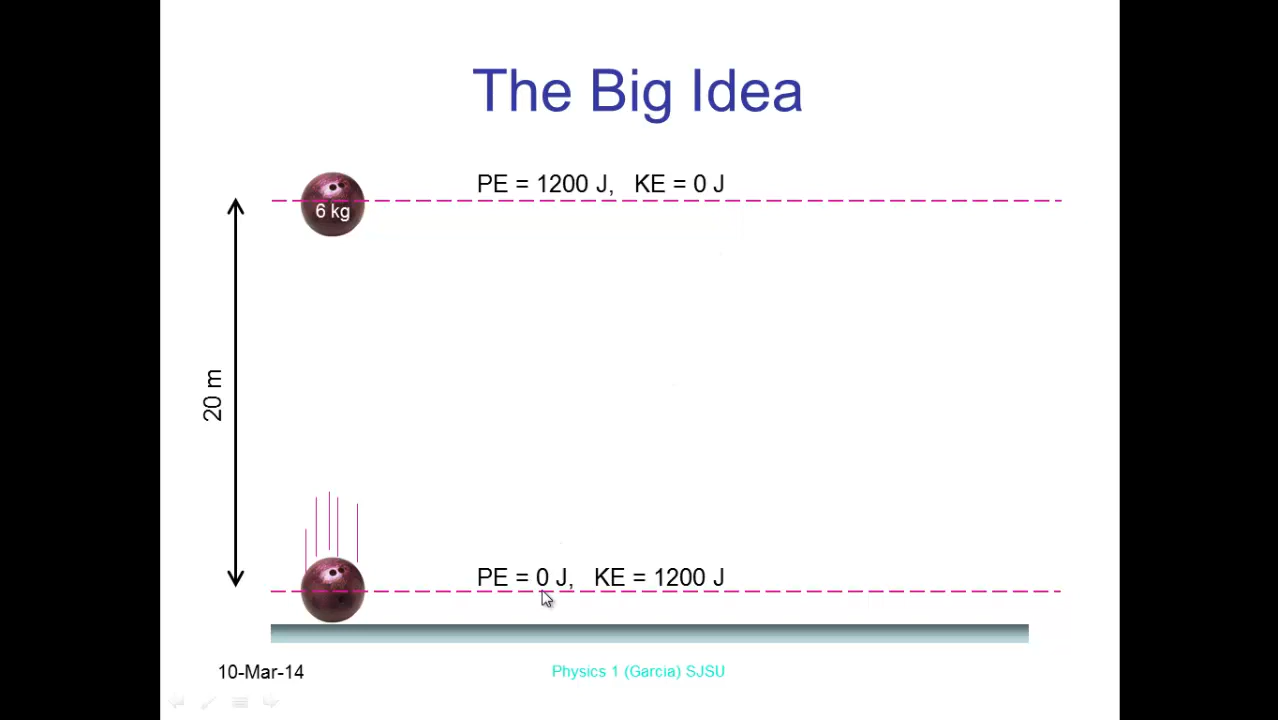 The Big Idea
PE = 1200 J, KE = 0 J
6 kg
20 m
PE = 0 J, KE = 1200 J
10-Mar-14
Physics 1 (Garcia) SJSU